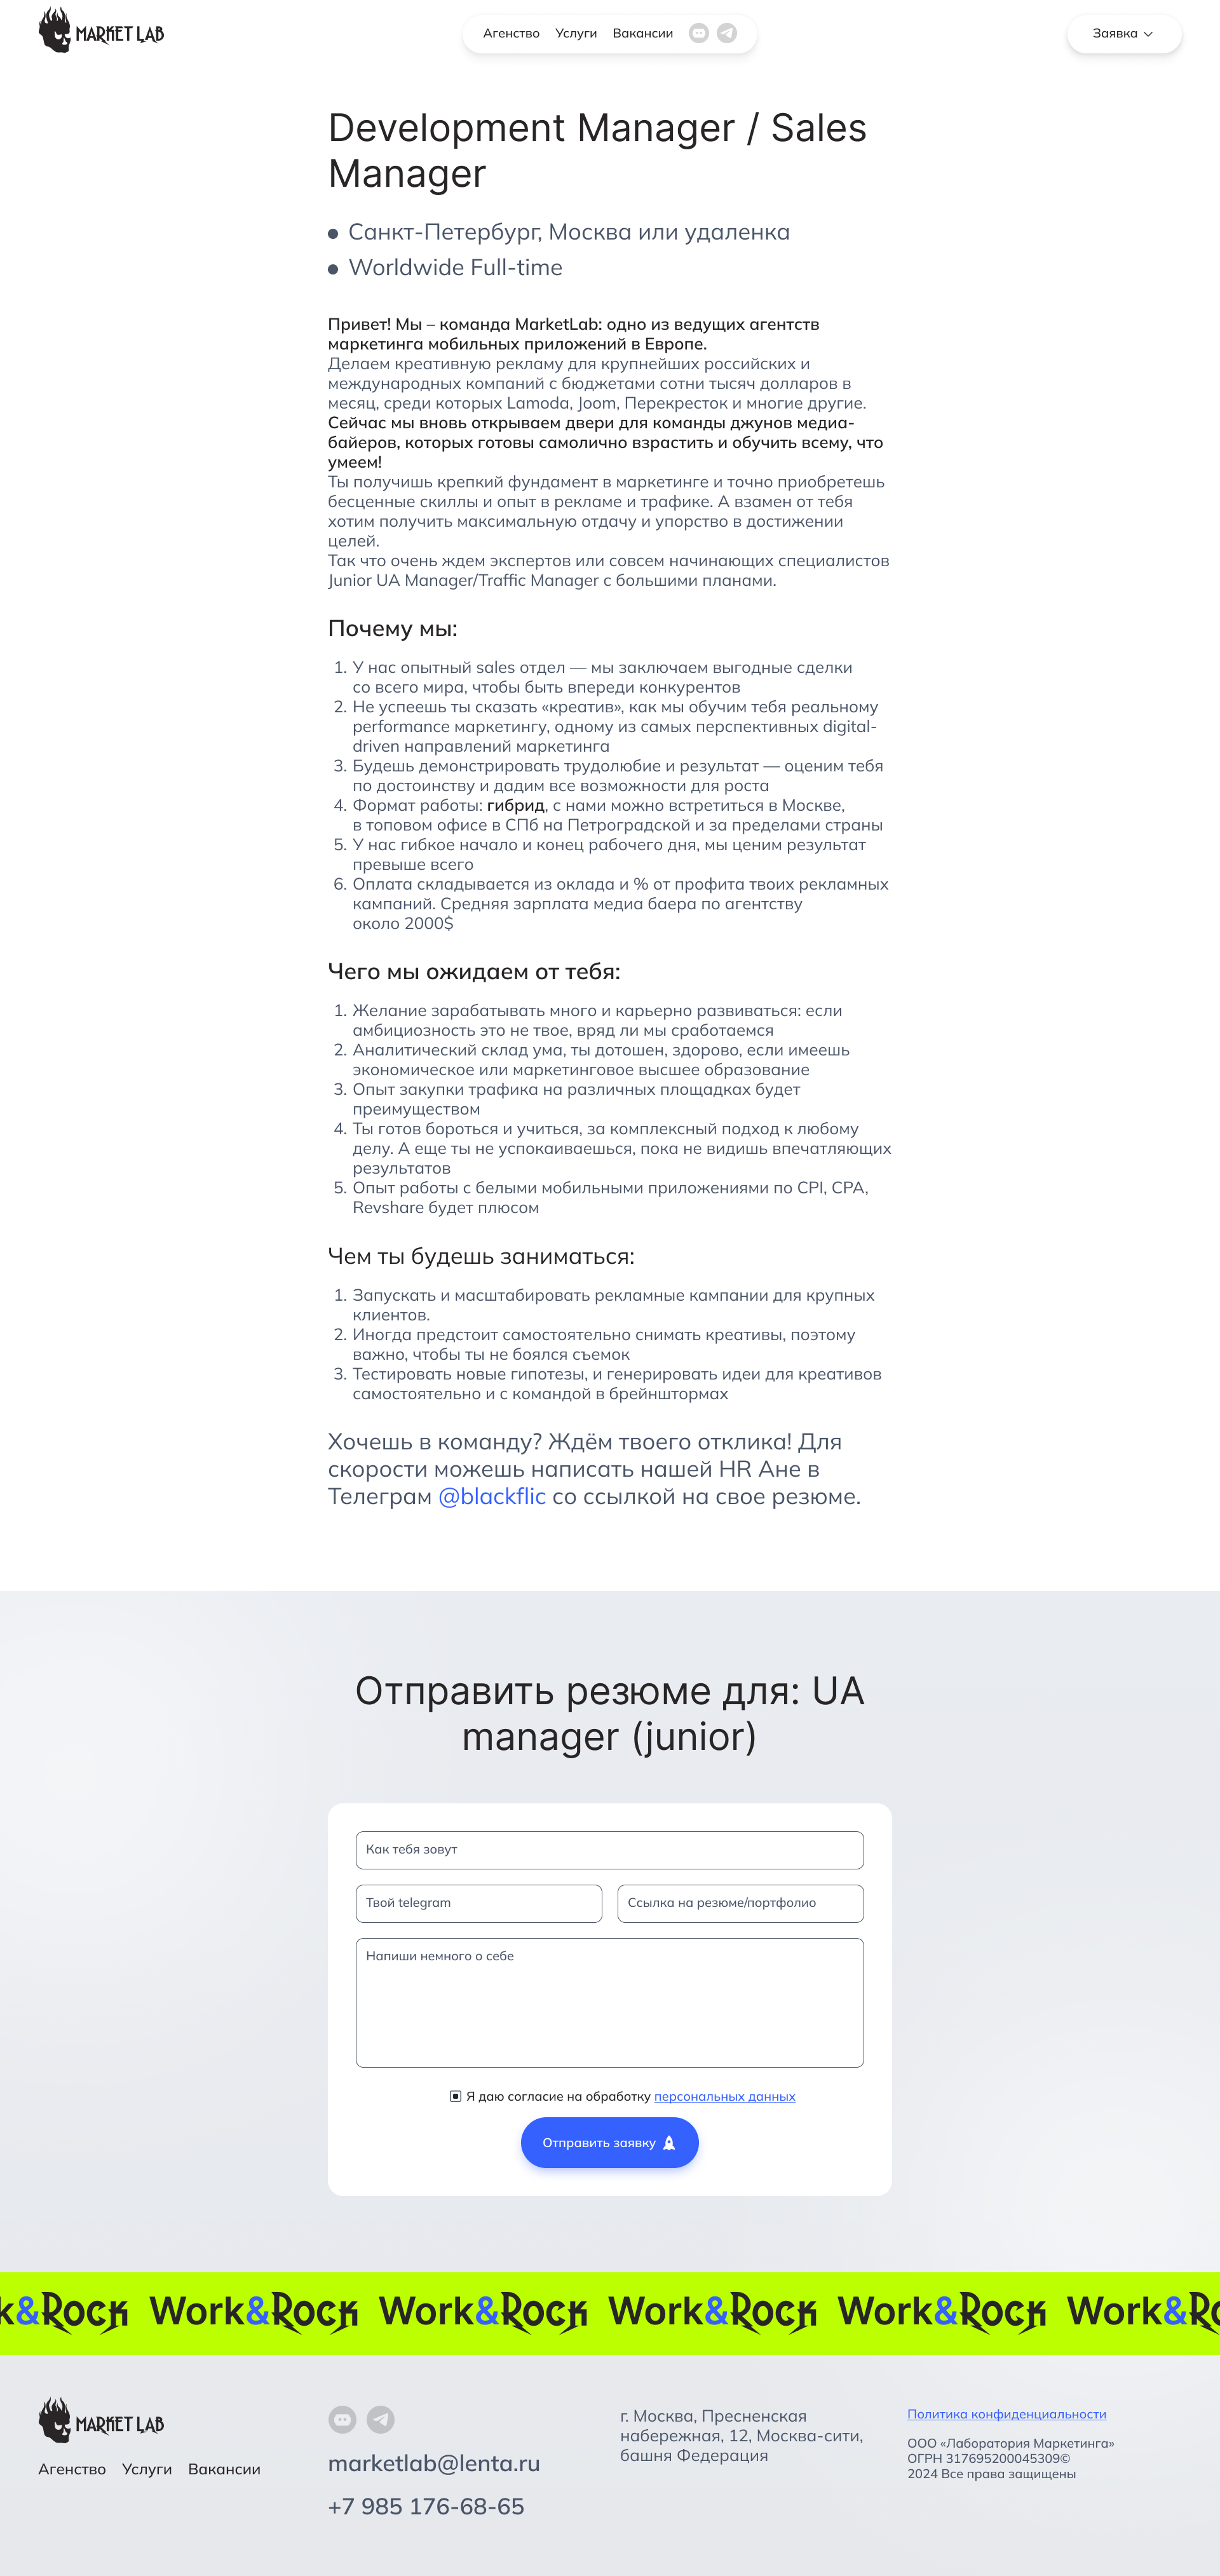 MARKET LAB
Агенство Услуги Вакансии
Заявка
Development Manager / Sales
Manager
Санкт-Петербург, Москва или удаленка
Worldwide Full-time
Привет! Мы – команда MarketLab: одно из ведущих агентств
маркетинга мобильных приложений в Европе.
Делаем креативную рекламу для крупнейших российских и
международных компаний с бюджетами сотни тысяч долларов в
месяц, среди которых Lamoda, Joom, Перекресток и многие другие.
Сейчас мы вновь открываем двери для команды джунов медиа-
байеров, которых готовы самолично взрастить и обучить всему, что
умеем!
Ты получишь крепкий фундамент в маркетинге и точно приобретешь
бесценные скиллы и опыт в рекламе и трафике. А взамен от тебя
хотим получить максимальную отдачу и упорство в достижении
целей.
Так что очень ждем экспертов или совсем начинающих специалистов
Junior UA Manager/Traffic Manager с большими планами.
Почему мы:
1. У нас опытный sales отдел — мы заключаем выгодные сделки
со всего мира, чтобы быть впереди конкурентов
2. Не успеешь ты сказать «креатив», как мы обучим тебя реальному
performance маркетингу, одному из самых перспективных digital-
driven направлений маркетинга
3. Будешь демонстрировать трудолюбие и результат — оценим тебя
по достоинству и дадим все возможности для роста
4. Формат работы: гибрид, с нами можно встретиться в Москве,
в топовом офисе в СПб на Петроградской и за пределами страны
5. У нас гибкое начало и конец рабочего дня, мы ценим результат
превыше всего
6. Оплата складывается из оклада и % от профита твоих рекламных
кампаний. Средняя зарплата медиа баера по агентству
около 2000$
Чего мы ожидаем от тебя:
1. Желание зарабатывать много и карьерно развиваться: если
амбициозность это не твое, вряд ли мы сработаемся
2. Аналитический склад ума, ты дотошен, здорово, если имеешь
экономическое или маркетинговое высшее образование
3. Опыт закупки трафика на различных площадках будет
преимуществом
4. Ты готов бороться и учиться, за комплексный подход к любому
делу. А еще ты не успокаиваешься, пока не видишь впечатляющих
результатов
5. Опыт работы с белыми мобильными приложениями по CPI, CPA,
Revshare будет плюсом
Чем ты будешь заниматься:
1. Запускать и масштабировать рекламные кампании для крупных
клиентов.
2. Иногда предстоит самостоятельно снимать креативы, поэтому
важно, чтобы ты не боялся съемок
3. Тестировать новые гипотезы, и генерировать идеи для креативов
самостоятельно и с командой в брейнштормах
Хочешь в команду? Ждём твоего отклика! Для
скорости можешь написать нашей HR Ане в
Телеграм @blackflic со ссылкой на свое резюме.
Отправить резюме для: UA
manager (junior)
Как тебя зовут
Твой telegram
Ссылка на резюме/портфолио
Напиши немного о себе
Я даю согласие на обработку персональных данных
Отправить заявку
k&Rock Work&Rock Work&Rock Work&Rock Work&Rock Work&Ro
MARKET LAB
Агенство Услуги Вакансии
marketlab@lenta.ru
+7 985 176-68-65
г. Москва, Пресненская
набережная, 12, Москва-сити,
башня Федерация
Политика конфиденциальности
ООО «Лаборатория Маркетинга»
ОГРН 317695200045309©
2024 Все права защищены